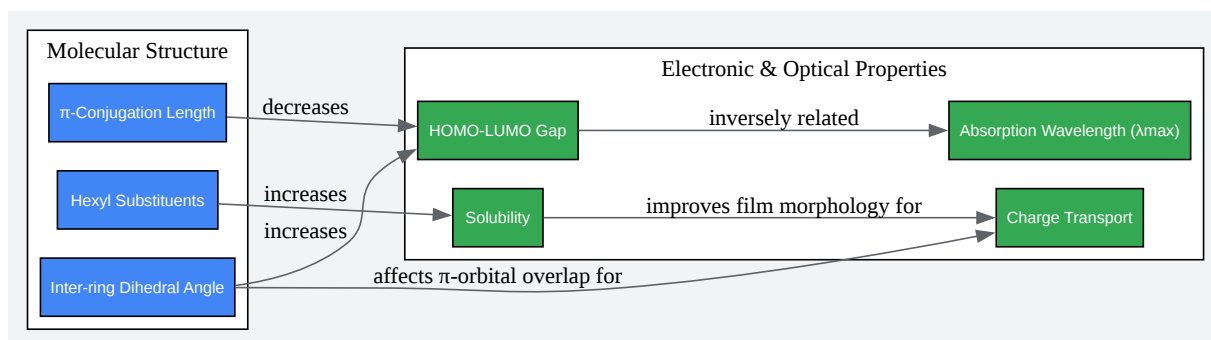 Molecular Structure
π-Conjugation Length
Hexyl Substituents
Inter-ring Dihedral Angle
decreases
increases
increases
affects π-orbital overlap for
Electronic & Optical Properties
HOMO-LUMO Gap
inversely related
Absorption Wavelength (λmax)
Solubility
improves film morphology for
Charge Transport